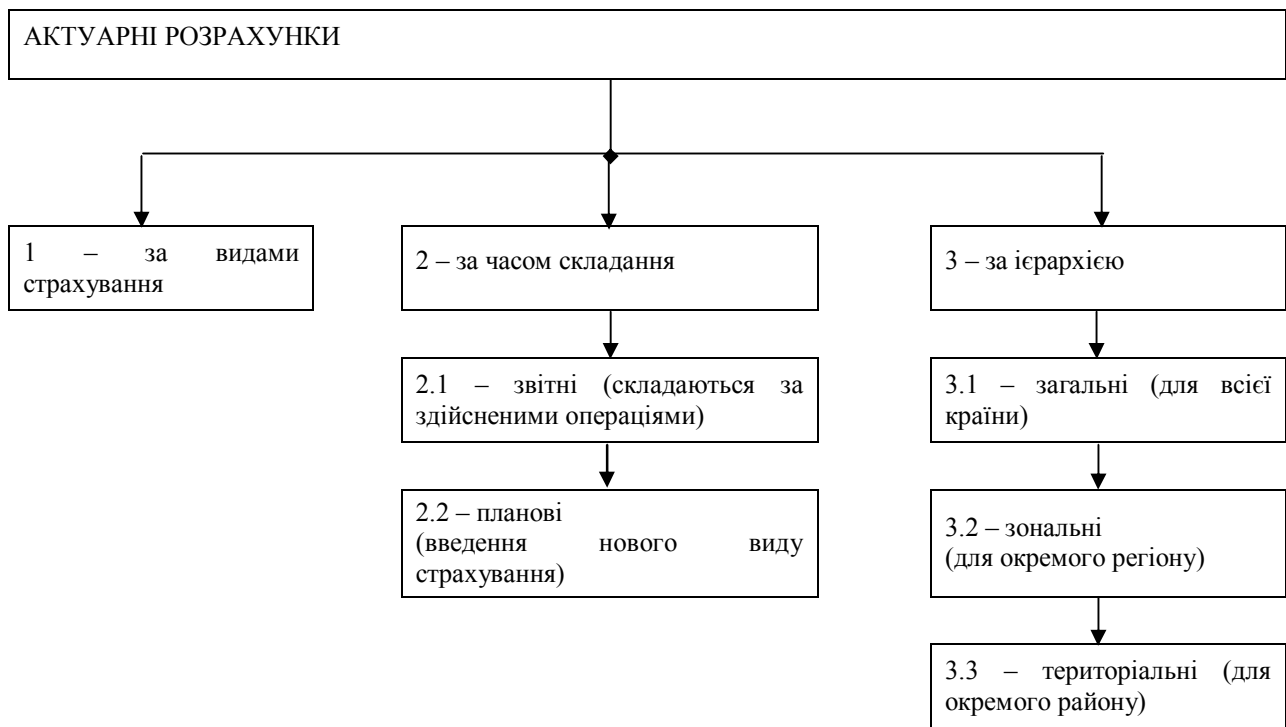 АКТУАРНІ РОЗРАХУНКИ
1 – за видами
страхування
2 – за часом складання
3 – за ієрархією
2.1 – звітні (складаються за
здійсненими операціями)
3.1 – загальні (для всієї
країни)
2.2 – планові
(введення нового виду
страхування)
3.2 – зональні
(для окремого регіону)
3.3 – територіальні (для
окремого району)